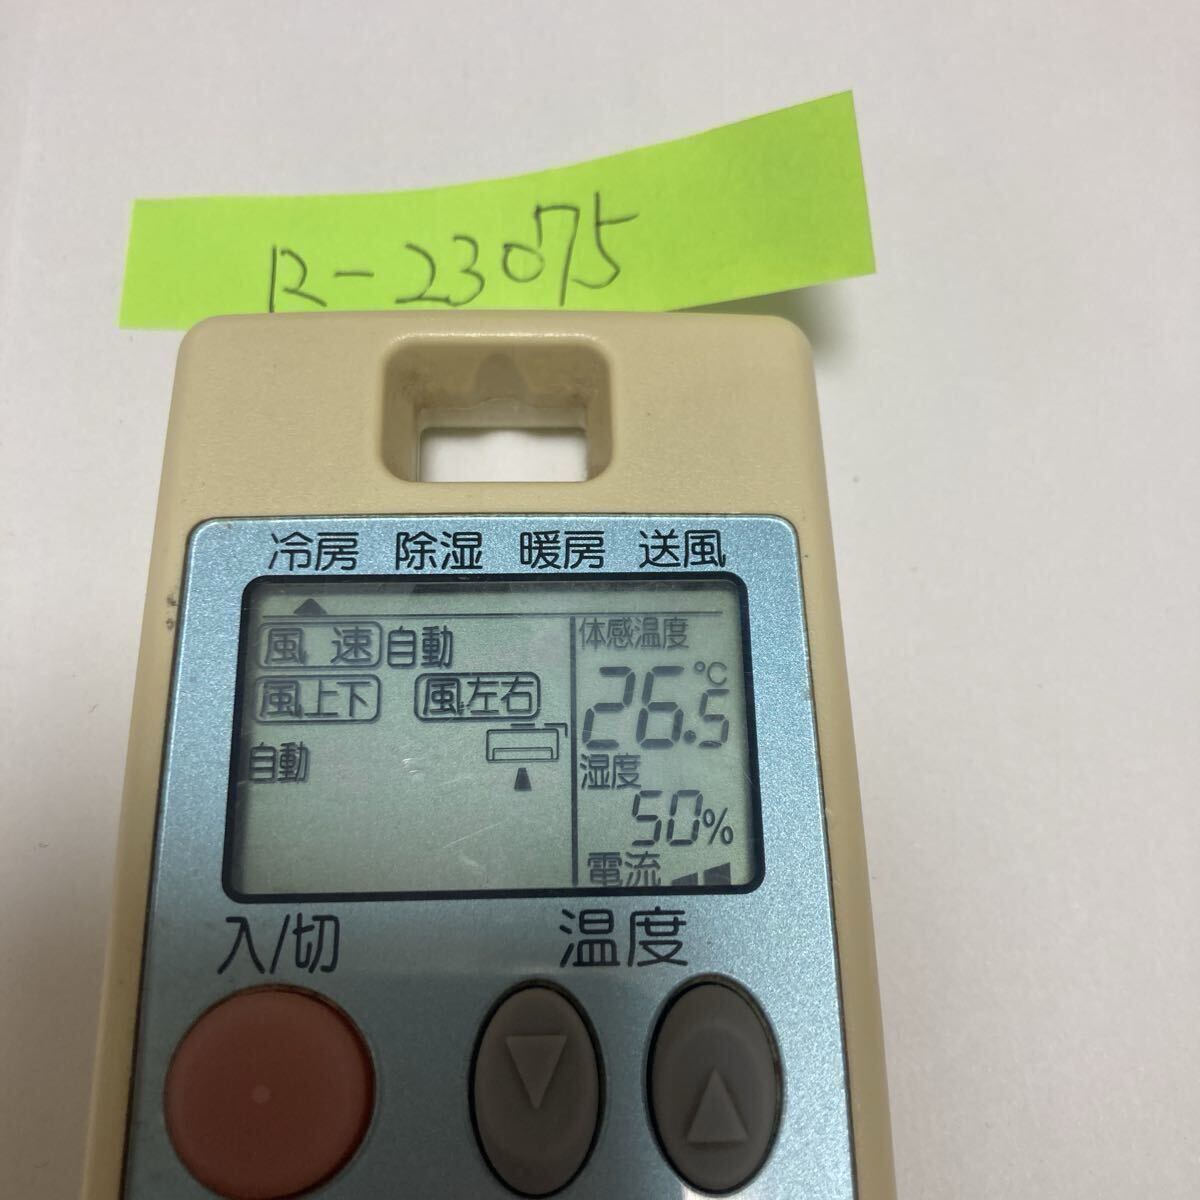 R-23075
冷房 除湿 暖房 送風
風速 自動
体感温度
26.5℃
風上下 風左右
自動
湿度
50%
電流
入/切 温度